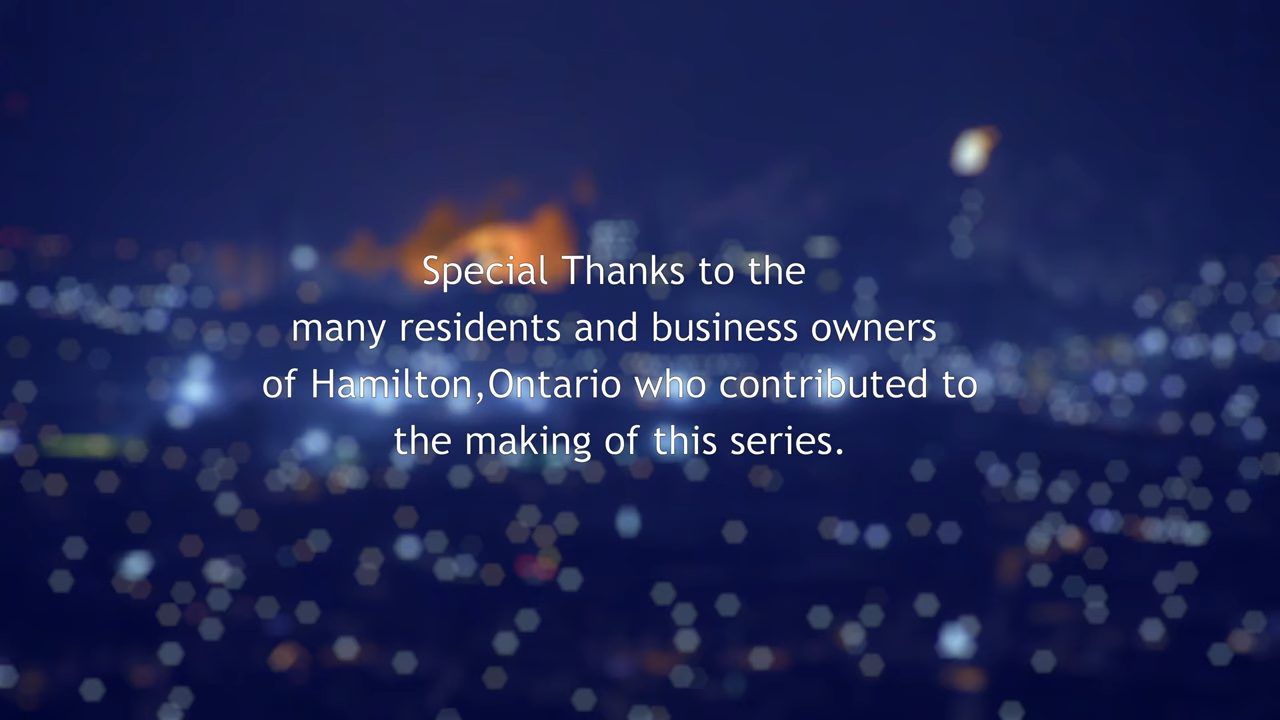 Special Thanks to the
many residents and business owners
of Hamilton,Ontario who contributed to
the making of this series.